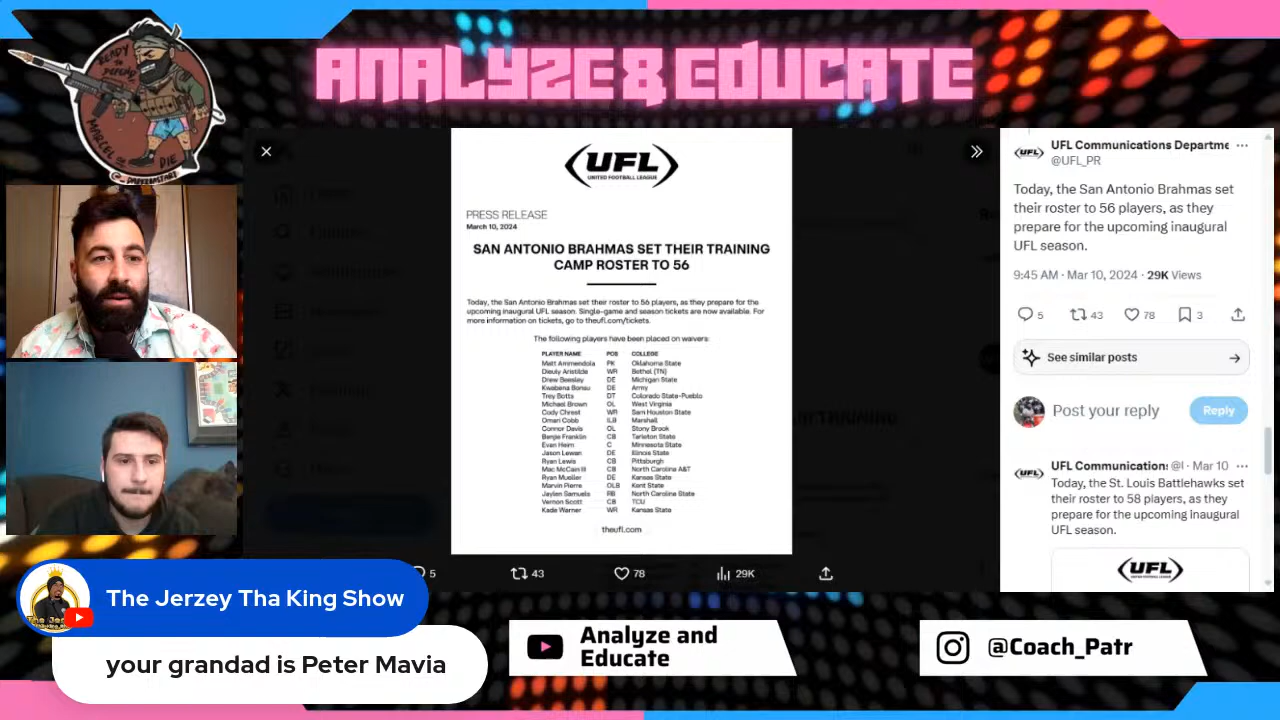 ANALYZE & EDUCATE
READY
TO
DEFEND
MARCEL OR
DIE
UFL
UNITED FOOTBALL LEAGUE
PRESS RELEASE
March 10, 2024
SAN ANTONIO BRAHMAS SET THEIR TRAINING
CAMP ROSTER TO 56
Today, the San Antonio Brahmas set their roster to 56 players, as they prepare for the
upcoming inaugural UFL season. Single-game and season tickets are now available. For
more information on tickets, go to theufl.com/tickets.
The following players have been placed on waivers:
PLAYER NAME POS COLLEGE
Matt Ammendola PK Oklahoma State
Dieuly Aristilde WR Bethel (TN)
Drew Beesley DE Michigan State
Kwabena Bonsu DE Army
Trey Botts DT Colorado State-Pueblo
Michael Brown OL West Virginia
Cody Chrest WR Sam Houston State
Omari Cobb ILB Marshall
Connor Davis OL Stony Brook
Benjie Franklin CB Tarleton State
Evan Heim C Minnesota State
Jason Lewan DE Illinois State
Ryan Lewis CB Pittsburgh
Mac McCain III CB North Carolina A&T
Ryan Mueller DE Kansas State
Marvin Pierre OLB Kent State
Jaylen Samuels RB North Carolina State
Vernon Scott CB TCU
Kade Warner WR Kansas State
theufl.com
5 43 78 29K
UFL Communications Departme ...
@UFL_PR
Today, the San Antonio Brahmas set
their roster to 56 players, as they
prepare for the upcoming inaugural
UFL season.
9:45 AM · Mar 10, 2024 · 29K Views
5 43 78 3
See similar posts
Post your reply Reply
UFL Communication: @l · Mar 10 ...
Today, the St. Louis Battlehawks set
their roster to 58 players, as they
prepare for the upcoming inaugural
UFL season.
UFL
The Jerzey Tha King Show
your grandad is Peter Mavia
Analyze and
Educate
@Coach_Patr